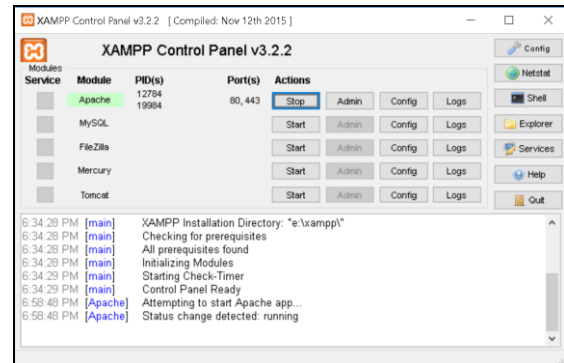 XAMPP Control Panel v3.2.2 [ Compiled: Nov 12th 2015 ]
XAMPP Control Panel v3.2.2
Config
Modules
Service Module PID(s) Port(s) Actions
Netstat
Apache 12784 19984 80, 443 Stop Admin Config Logs
Shell
MySQL Start Admin Config Logs
Explorer
FileZilla Start Admin Config Logs
Services
Mercury Start Admin Config Logs
Help
Tomcat Start Admin Config Logs
Quit
6:34:28 PM [main] XAMPP Installation Directory: "e:\xampp\"
6:34:28 PM [main] Checking for prerequisites
6:34:28 PM [main] All prerequisites found
6:34:28 PM [main] Initializing Modules
6:34:29 PM [main] Starting Check-Timer
6:34:29 PM [main] Control Panel Ready
6:58:48 PM [Apache] Attempting to start Apache app...
6:58:48 PM [Apache] Status change detected: running